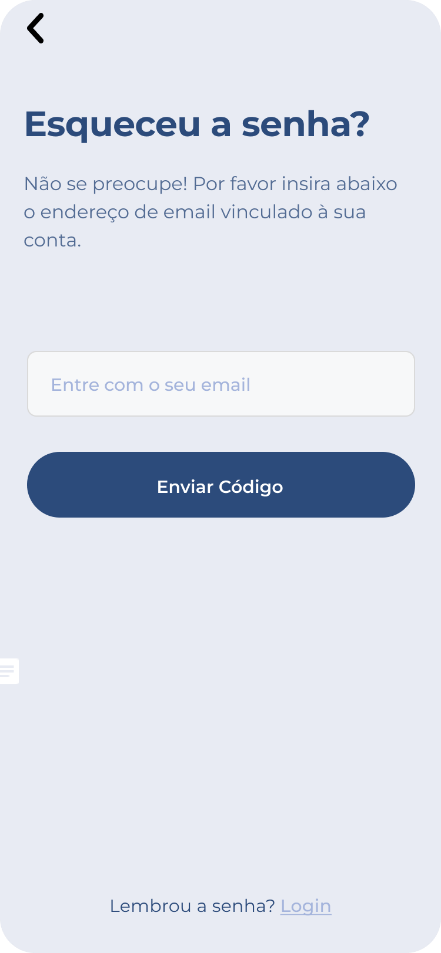 Esqueceu a senha?
Não se preocupe! Por favor insira abaixo
o endereço de email vinculado à sua
conta.
Entre com o seu email
Enviar Código
Lembrou a senha? Login